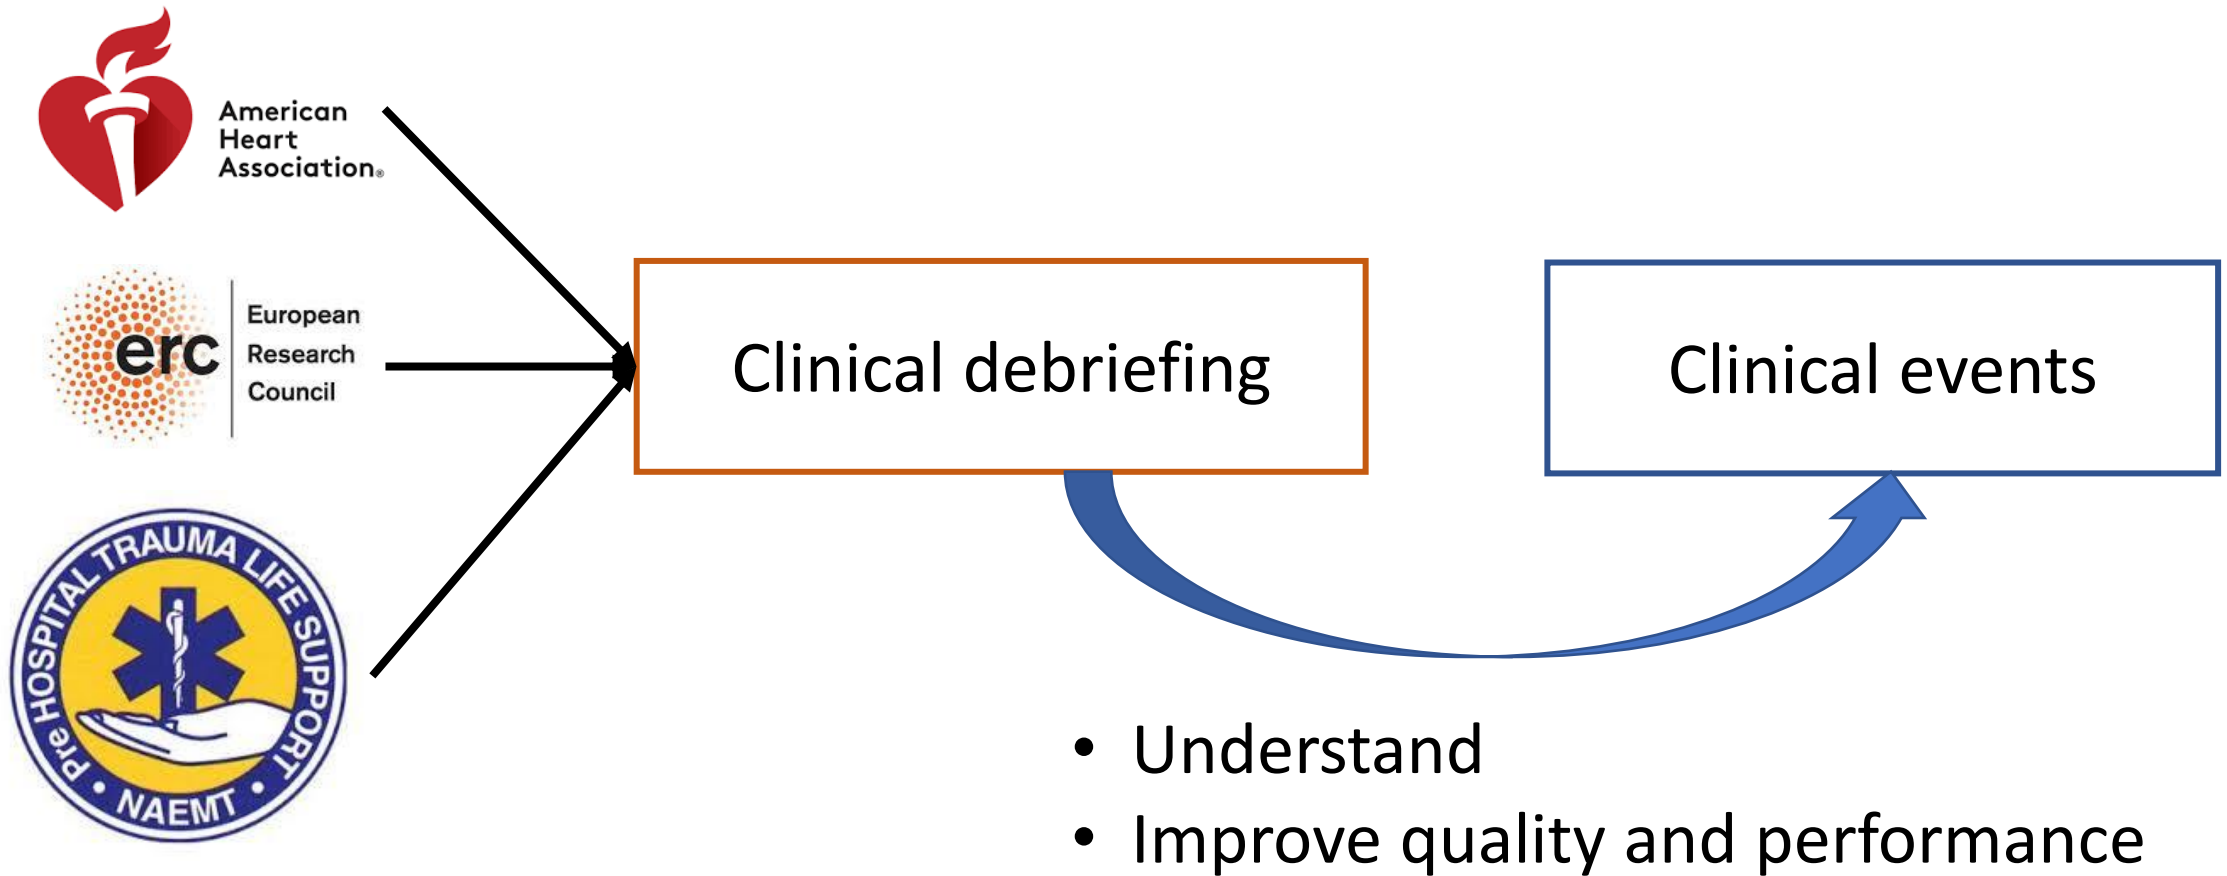 American
Heart
Association®
erc
European
Research
Council
Pre HOSPITAL TRAUMA LIFE SUPPORT
• NAEMT •
Clinical debriefing
Clinical events
• Understand
• Improve quality and performance